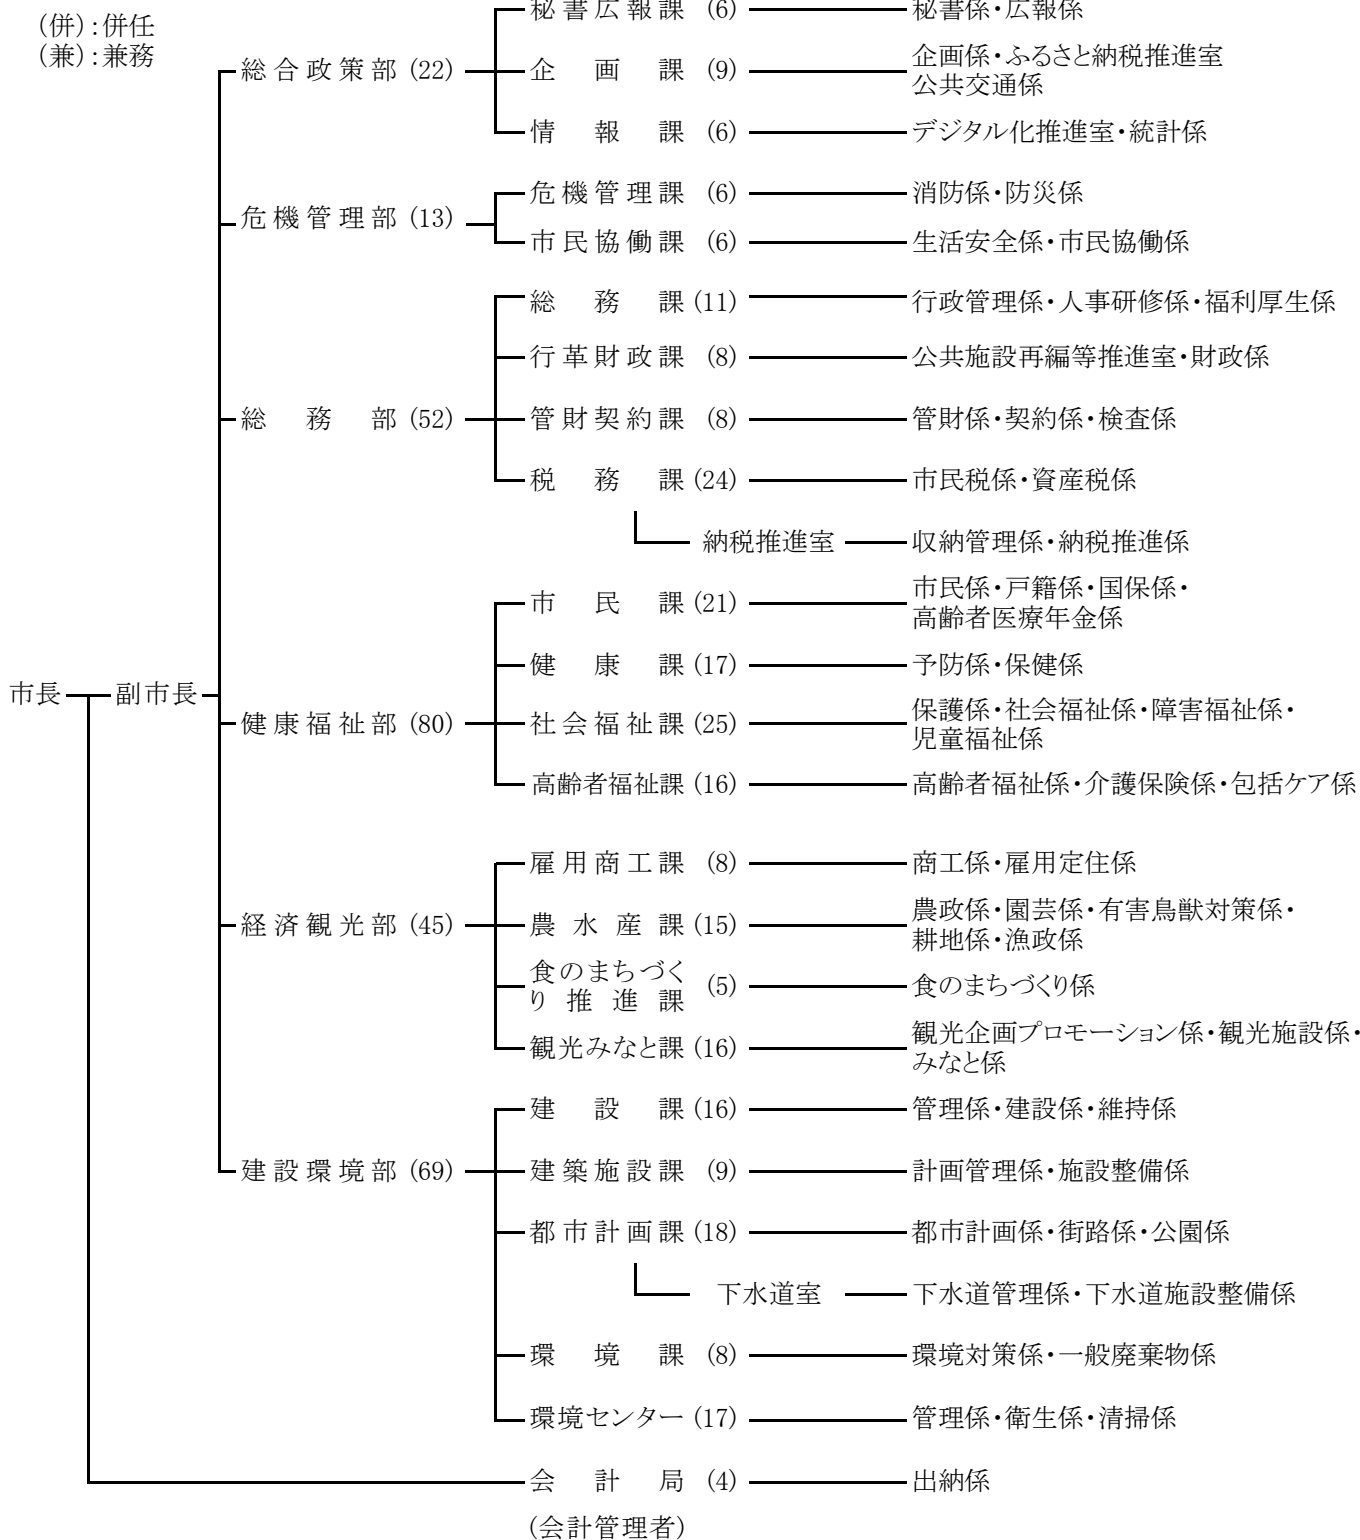 秘書広報課 (6) 秘書係・広報係
(併):併任
(兼):兼務
総合政策部 (22) 企画課 (9) 企画係・ふるさと納税推進室
公共交通係
情報課 (6) デジタル化推進室・統計係
危機管理部 (13) 危機管理課 (6) 消防係・防災係
市民協働課 (6) 生活安全係・市民協働係
総務課 (11) 行政管理係・人事研修係・福利厚生係
行革財政課 (8) 公共施設再編等推進室・財政係
総務部 (52) 管財契約課 (8) 管財係・契約係・検査係
税務課 (24) 市民税係・資産税係
納税推進室 収納管理係・納税推進係
市民課 (21) 市民係・戸籍係・国保係・
高齢者医療年金係
健康課 (17) 予防係・保健係
市長 副市長
健康福祉部 (80) 社会福祉課 (25) 保護係・社会福祉係・障害福祉係・
児童福祉係
高齢者福祉課 (16) 高齢者福祉係・介護保険係・包括ケア係
雇用商工課 (8) 商工係・雇用定住係
経済観光部 (45) 農水産課 (15) 農政係・園芸係・有害鳥獣対策係・
耕地係・漁政係
食のまちづく
り推進課 (5) 食のまちづくり係
観光みなと課 (16) 観光企画プロモーション係・観光施設係・
みなと係
建設課 (16) 管理係・建設係・維持係
建設環境部 (69) 建築施設課 (9) 計画管理係・施設整備係
都市計画課 (18) 都市計画係・街路係・公園係
下水道室 下水道管理係・下水道施設整備係
環境課 (8) 環境対策係・一般廃棄物係
環境センター (17) 管理係・衛生係・清掃係
会計局 (4) 出納係
(会計管理者)